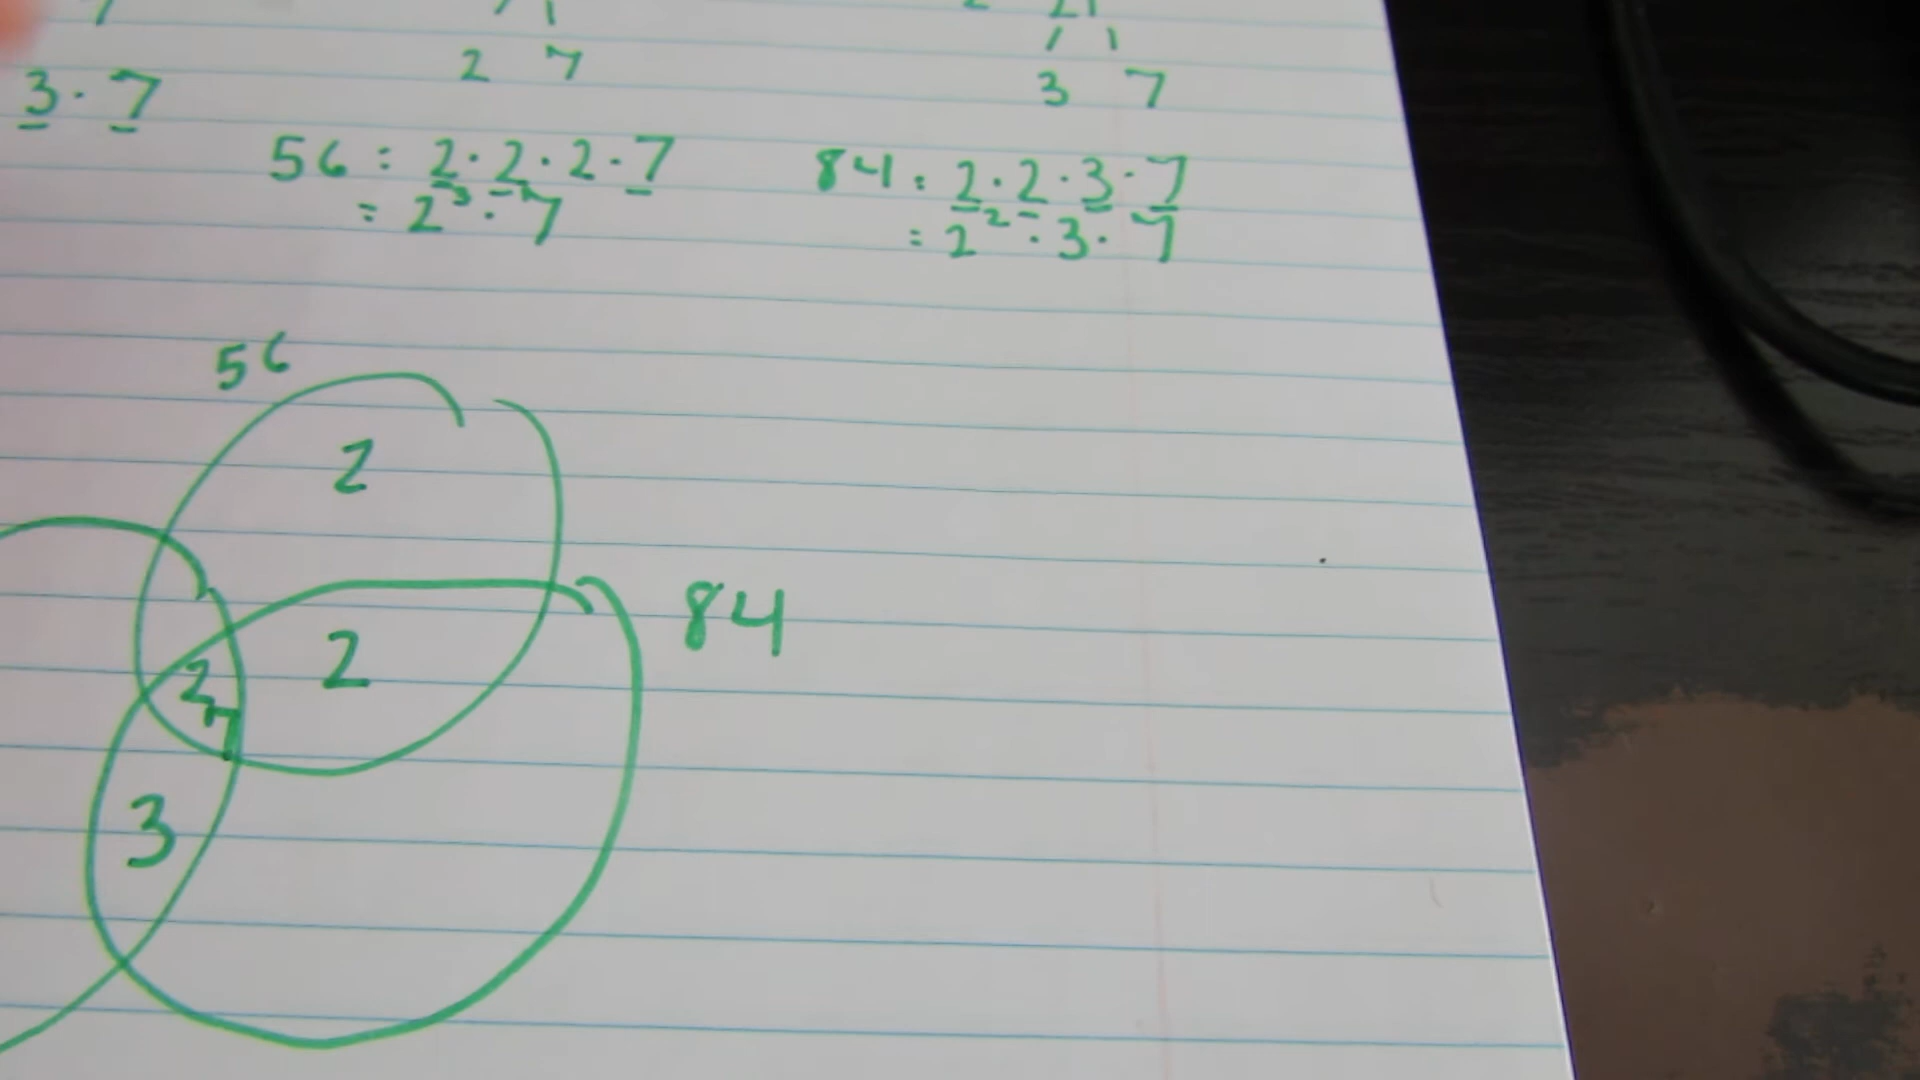 2 7
3 7
3 · 7
56 = 2 · 2 · 2 · 7
= 2³ · 7
84 = 2 · 2 · 3 · 7
= 2² · 3 · 7
56
2
84
2
2
7
3